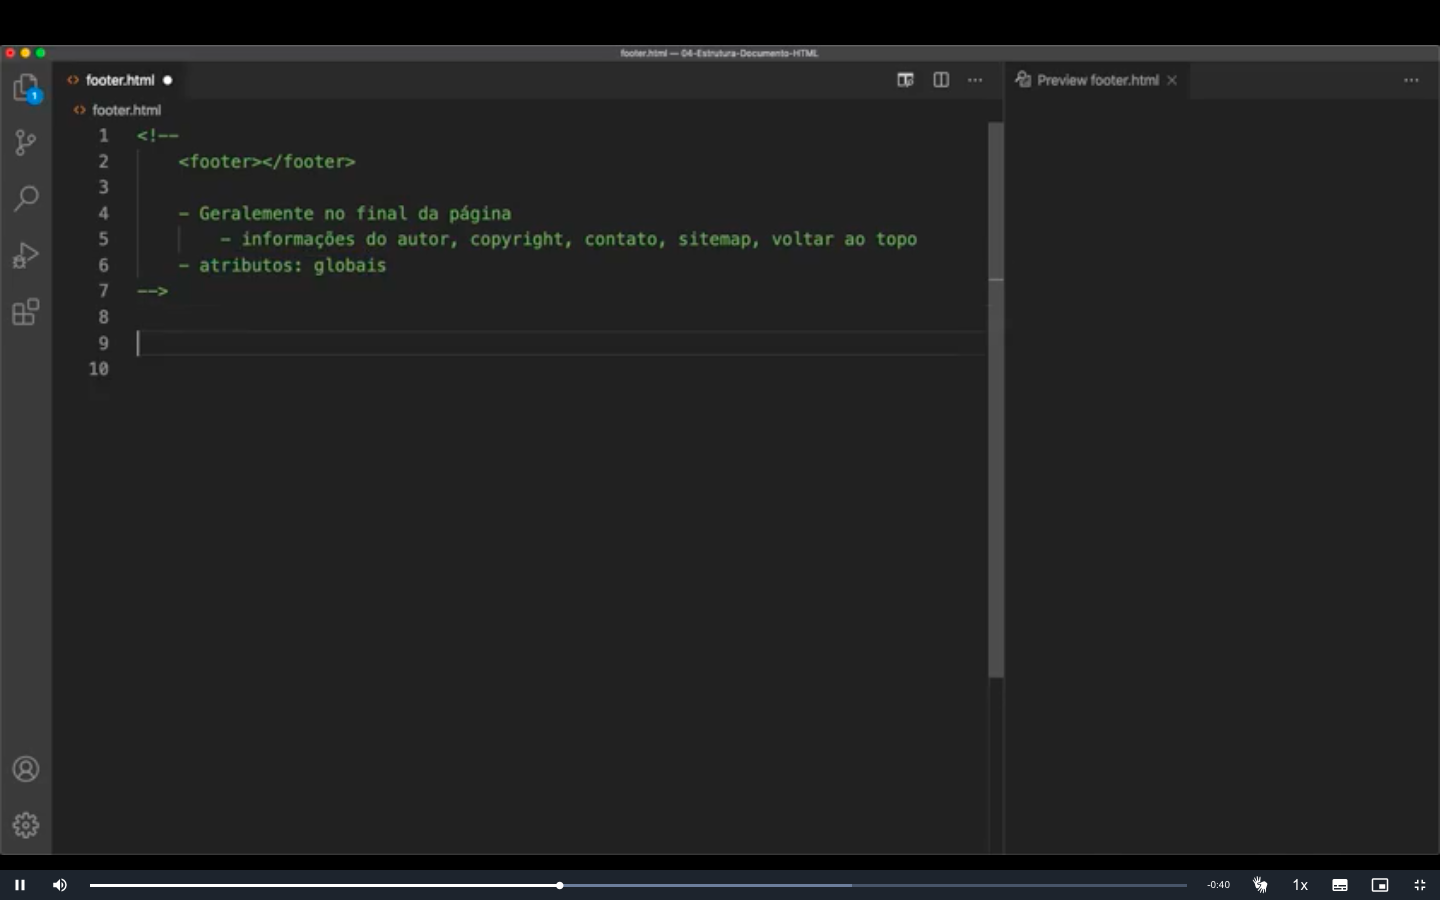 footer.html — 04-Estrutura-Documento-HTML
footer.html
Preview footer.html
1
footer.html
1 <!--
2 <footer></footer>
3
4 - Geralemente no final da página
5 - informações do autor, copyright, contato, sitemap, voltar ao topo
6 - atributos: globais
7 -->
8
9
10
-0:40
1x